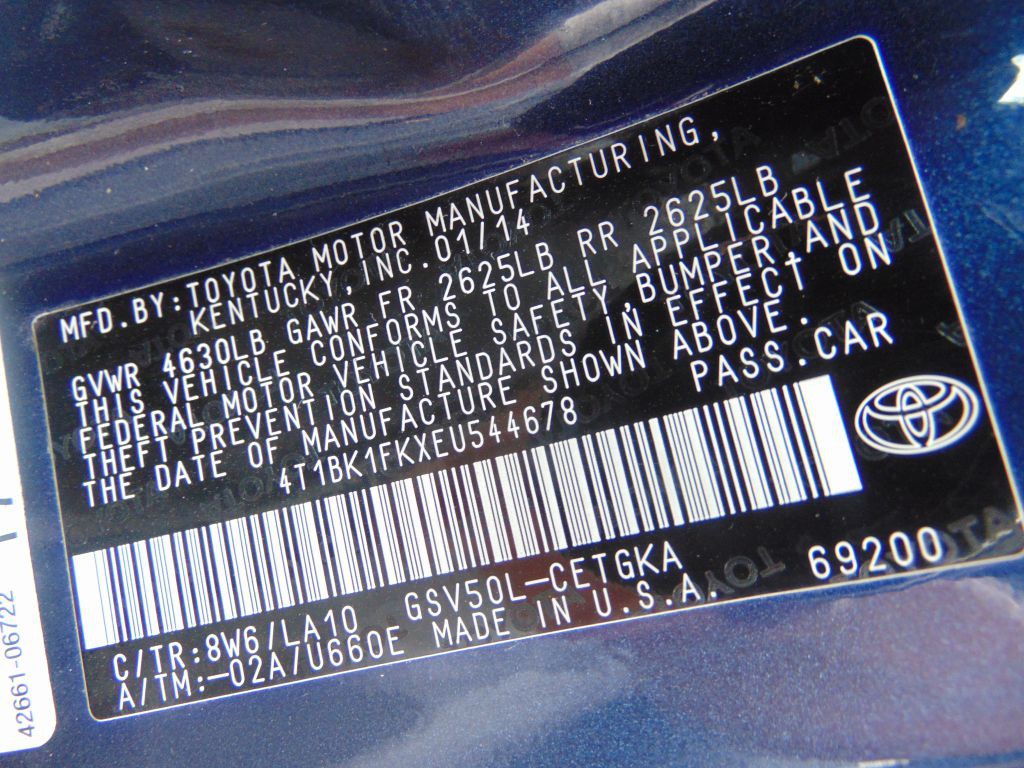 MFD.BY:TOYOTA MOTOR MANUFACTURING,
KENTUCKY,INC.01/14
GVWR 4630LB GAWR FR 2625LB RR 2625LB
THIS VEHICLE CONFORMS TO ALL APPLICABLE
FEDERAL MOTOR VEHICLE SAFETY,BUMPER,AND
THEFT PREVENTION STANDARDS IN EFFECT ON
THE DATE OF MANUFACTURE SHOWN ABOVE.
4T1BK1FKXEU544678 PASS.CAR
C/TR:8W6/LA10 GSV50L-CETGKA
A/TM:-02A/U660E MADE IN U.S.A. 69200
42661-06722